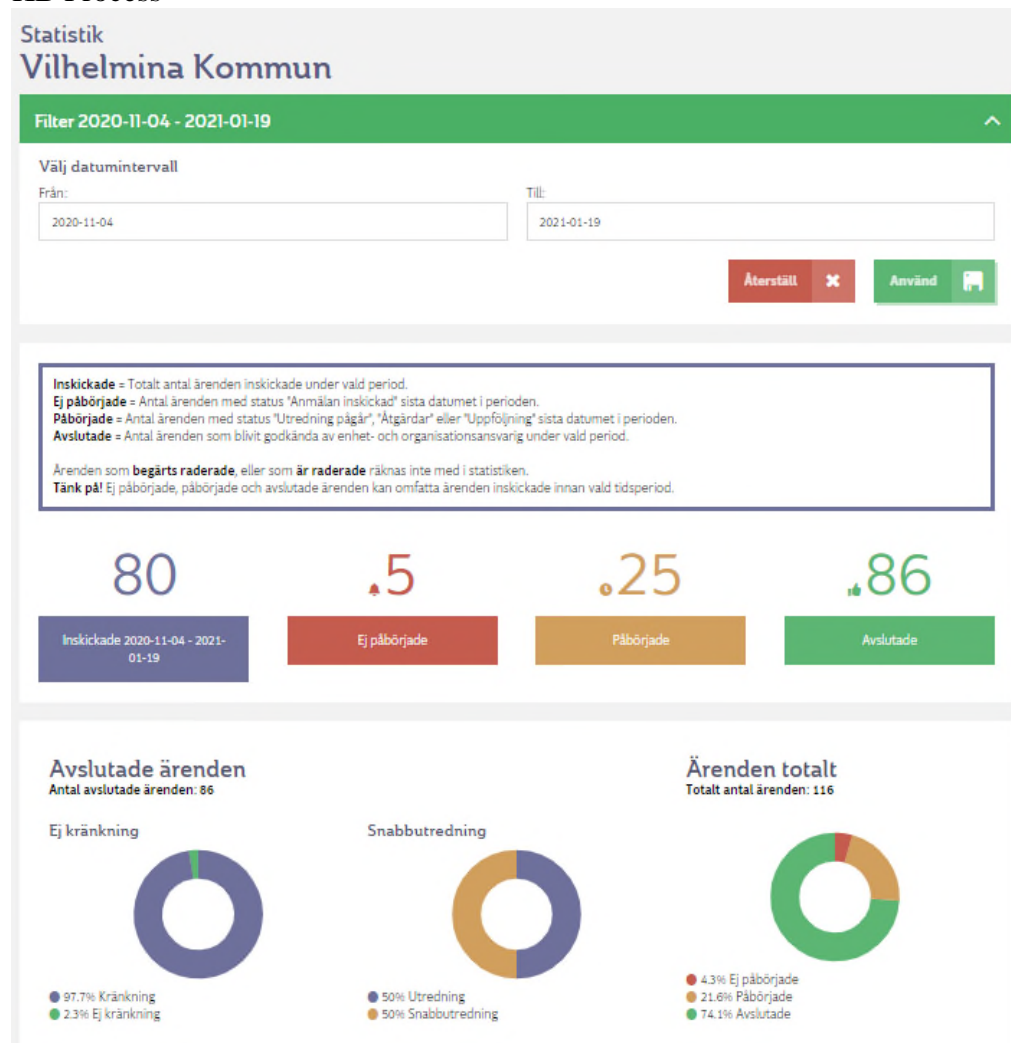 Statistik
Vilhelmina Kommun
Filter 2020-11-04 - 2021-01-19
Välj datumintervall
Från:
Till:
2020-11-04
2021-01-19
Återställ
Använd
Inskickade = Totalt antal ärenden inskickade under vald period.
Ej påbörjade = Antal ärenden med status "Anmälan inskickad" sista datumet i perioden.
Påbörjade = Antal ärenden med status "Utredning pågår", "Åtgärdar" eller "Uppföljning" sista datumet i perioden.
Avslutade = Antal ärenden som blivit godkända av enhet- och organisationsansvarig under vald period.
Ärenden som begärts raderade, eller som är raderade räknas inte med i statistiken.
Tänk på! Ej påbörjade, påbörjade och avslutade ärenden kan omfatta ärenden inskickade innan vald tidsperiod.
80
5
25
86
Inskickade 2020-11-04 - 2021-
01-19
Ej påbörjade
Påbörjade
Avslutade
Avslutade ärenden
Antal avslutade ärenden: 86
Ärenden totalt
Totalt antal ärenden: 116
Ej kränkning
Snabbutredning
97.7% Kränkning
2.3% Ej kränkning
50% Utredning
50% Snabbutredning
4.3% Ej påbörjade
21.6% Påbörjade
74.1% Avslutade